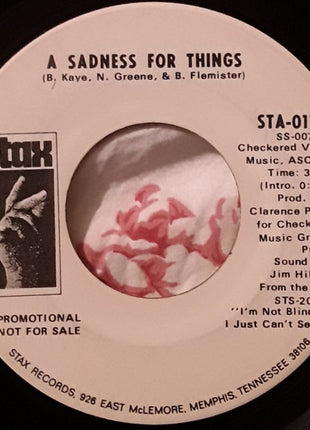 A SADNESS FOR THINGS
(B. Kaye, N. Greene, & B. Flemister)
STA-01
SS-007
Checkered V
Music, ASC
Time: 3
(Intro. 0:
Prod.
Clarence P
for Check
Music Gr
P
Sound
Jim Hil
From the
STS-20
"I'm Not Blin
I Just Can't Se
tax
PROMOTIONAL
NOT FOR SALE
STAX RECORDS, 926 EAST McLEMORE, MEMPHIS, TENNESSEE 38106